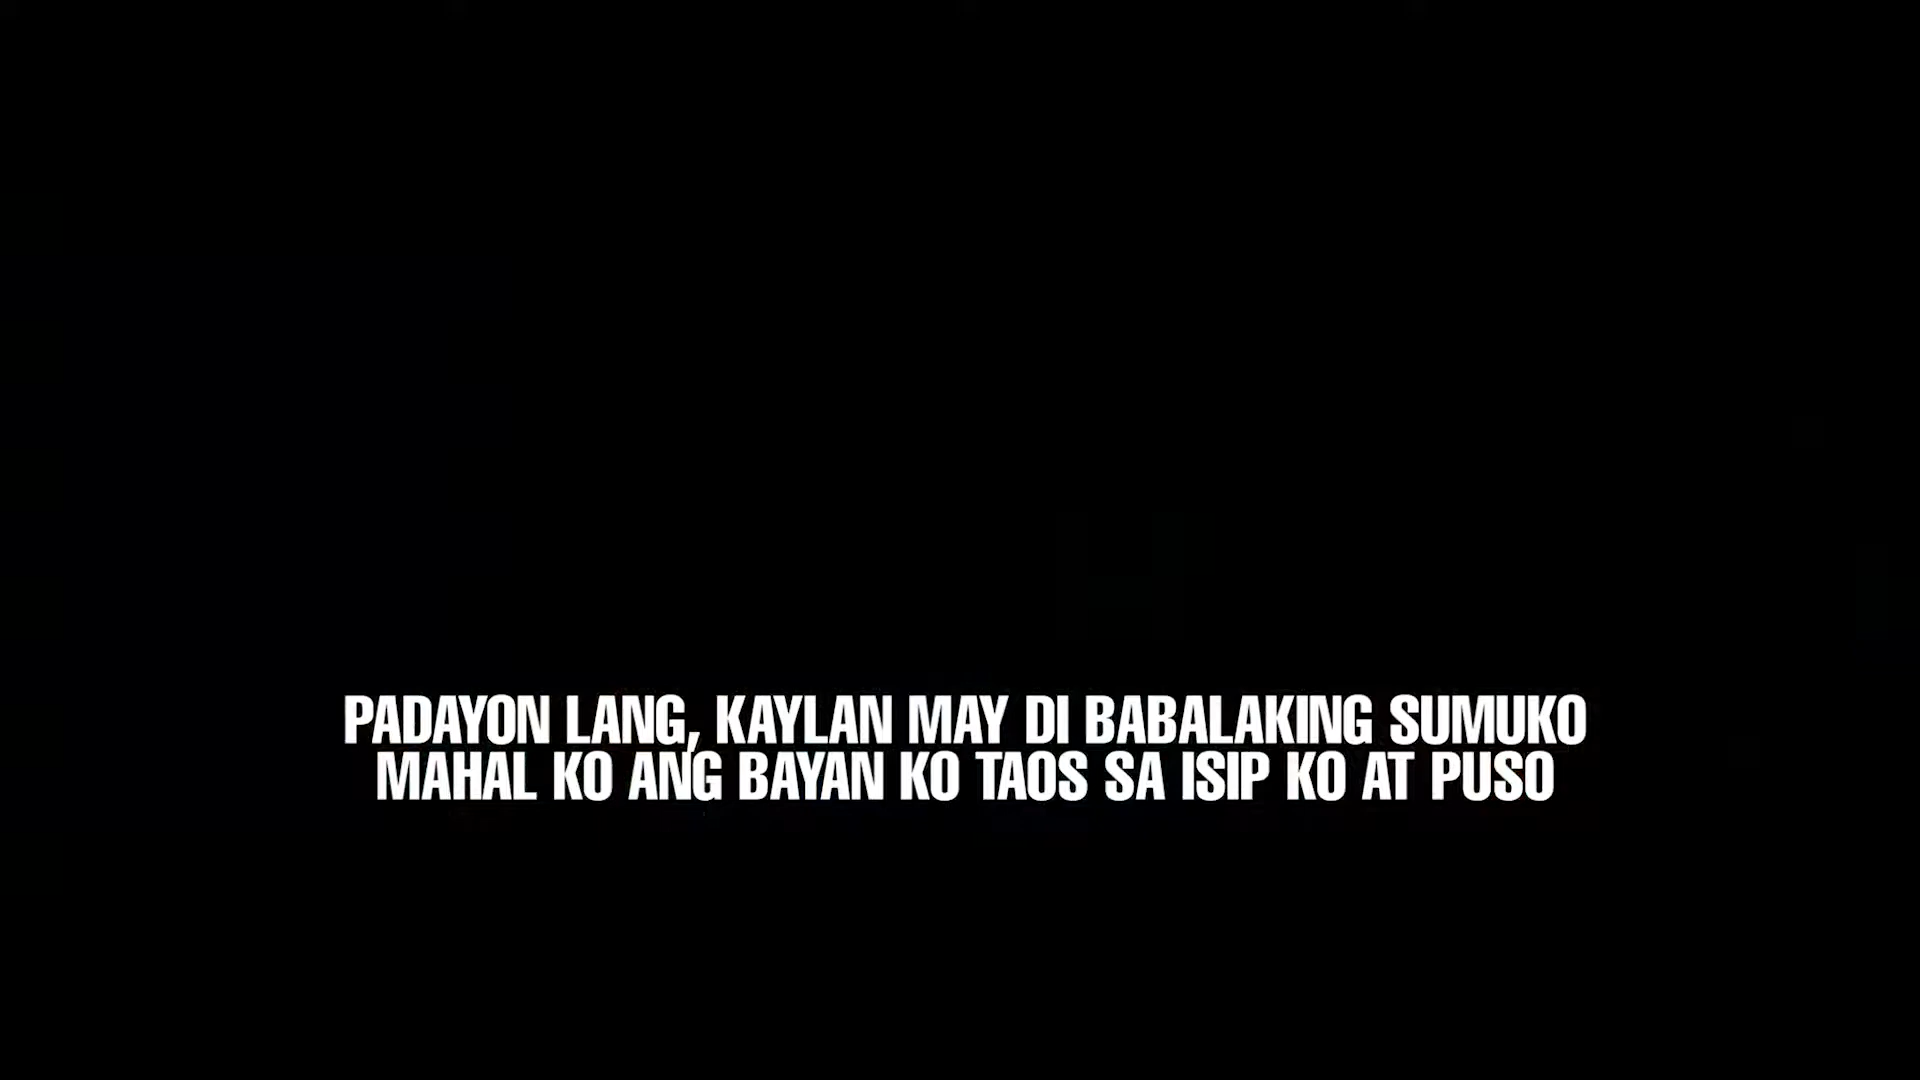 PADAYON LANG, KAYLAN MAY DI BABALAKING SUMUKO
MAHAL KO ANG BAYAN KO TAOS SA ISIP KO AT PUSO